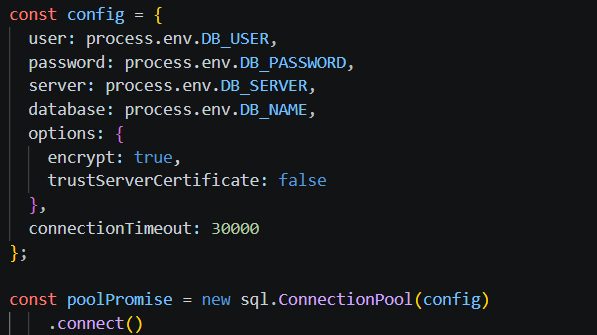 const config = {
  user: process.env.DB_USER,
  password: process.env.DB_PASSWORD,
  server: process.env.DB_SERVER,
  database: process.env.DB_NAME,
  options: {
    encrypt: true,
    trustServerCertificate: false
  },
  connectionTimeout: 30000
};

const poolPromise = new sql.ConnectionPool(config)
    .connect()